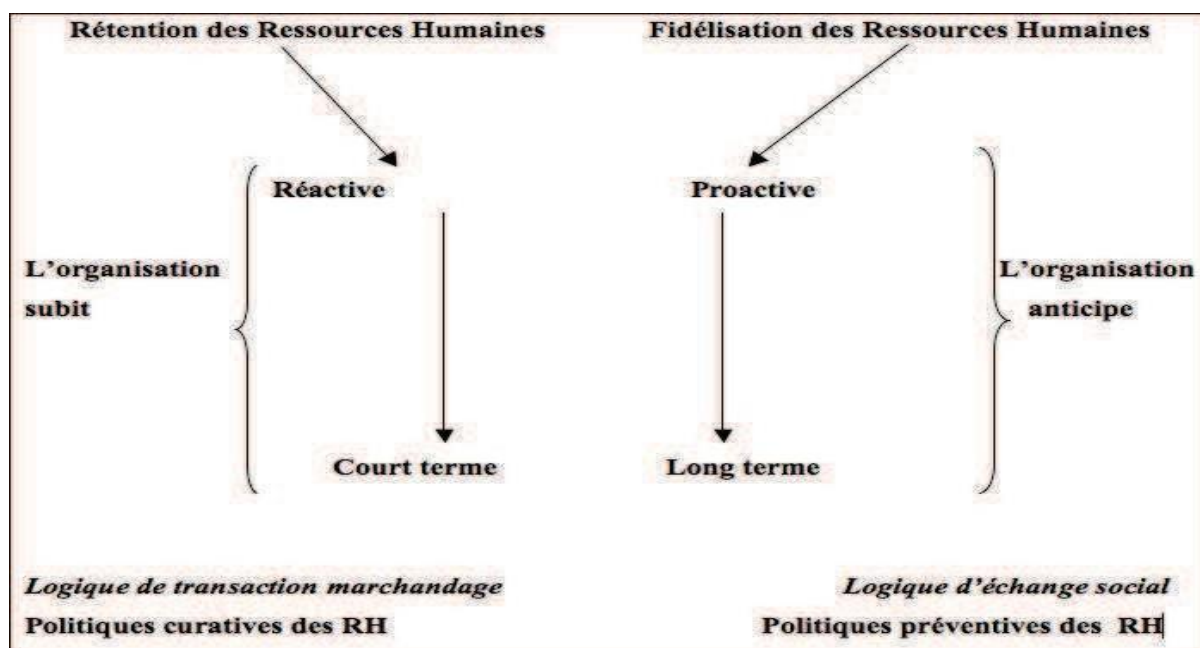 Rétention des Ressources Humaines
Fidélisation des Ressources Humaines
Réactive
Proactive
L'organisation
subit
L'organisation
anticipe
Court terme
Long terme
Logique de transaction marchandage
Logique d'échange social
Politiques curatives des RH
Politiques préventives des RH